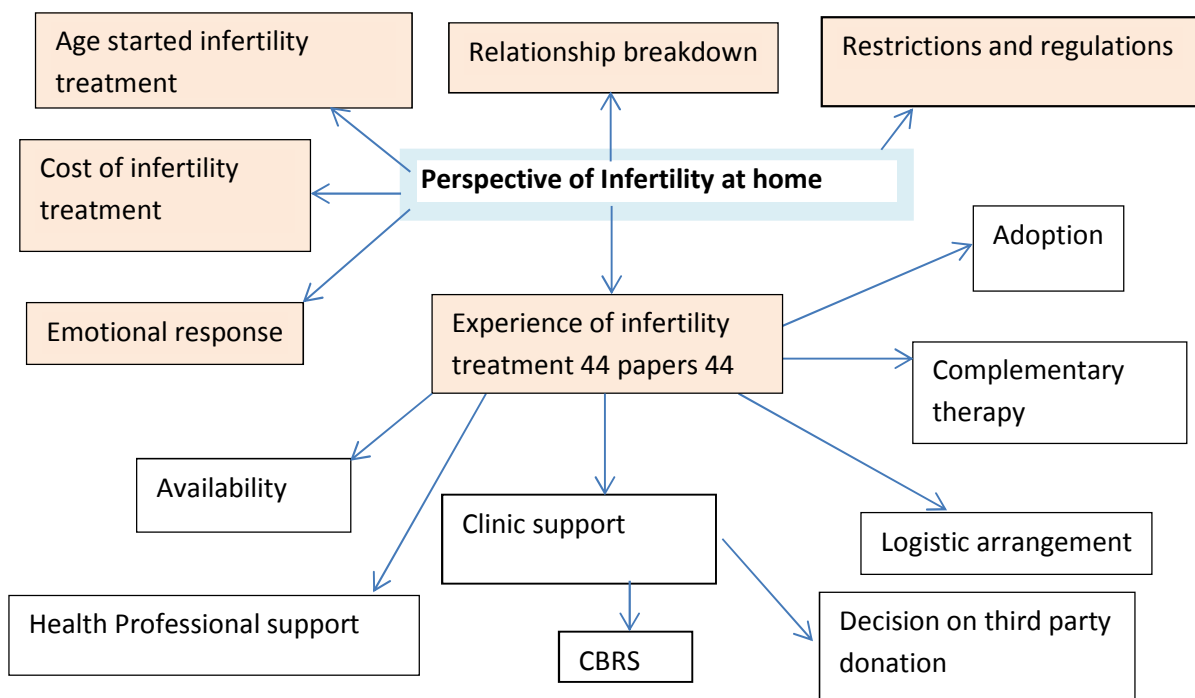 Age started infertility
treatment
Relationship breakdown
Restrictions and regulations
Cost of infertility
treatment
Perspective of Infertility at home
Adoption
Emotional response
Experience of infertility
treatment 44 papers 44
Complementary
therapy
Availability
Clinic support
Logistic arrangement
Health Professional support
CBRS
Decision on third party
donation